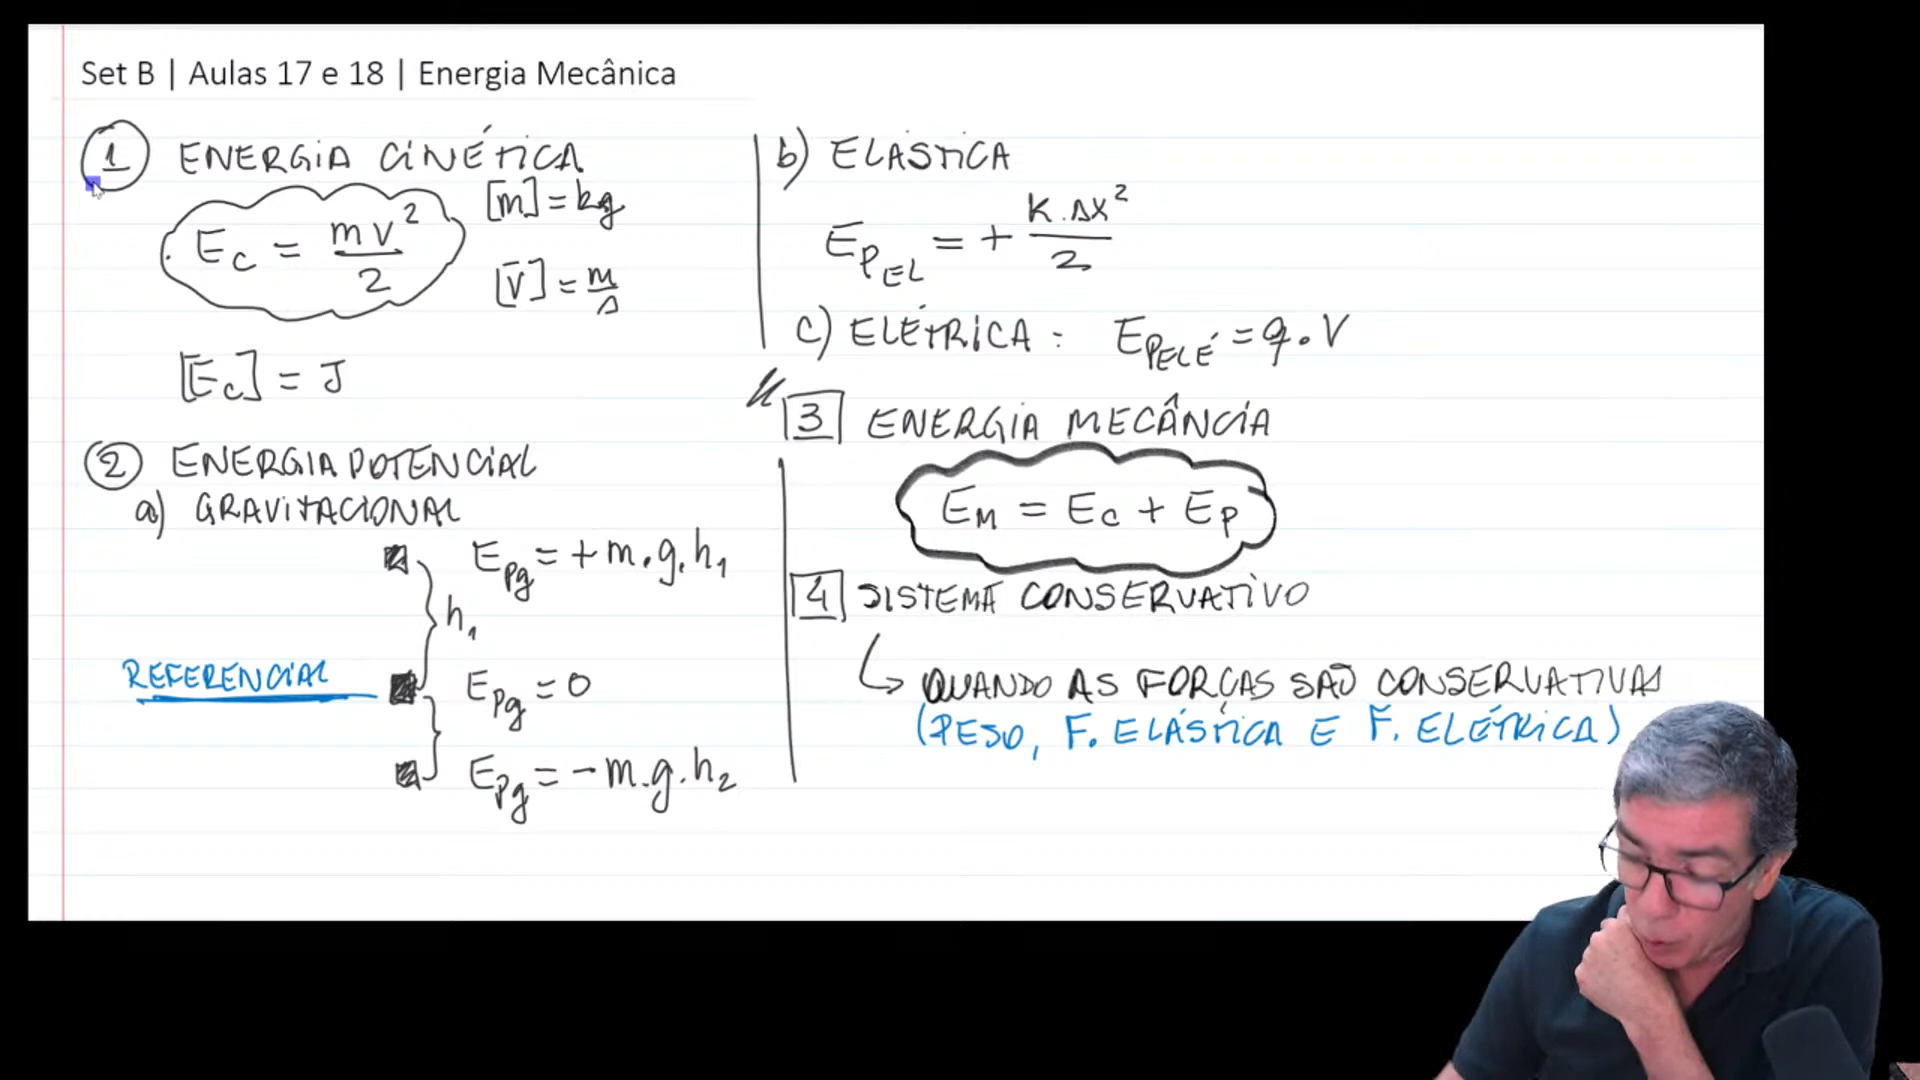 Set B | Aulas 17 e 18 | Energia Mecânica
1 ENERGIA CINÉTICA
Ec = mv²/2
[m] = kg
[v] = m/s
[Ec] = J
2 ENERGIA POTENCIAL
a) GRAVITACIONAL
Epg = + m.g.h1
h1
REFERENCIAL
Epg = 0
Epg = - m.g.h2
b) ELÁSTICA
EPEL = + K.Δx²/2
c) ELÉTRICA : EPELÉ = q.V
3 ENERGIA MECÂNCIA
EM = Ec + Ep
4 SISTEMA CONSERVATIVO
↳ QUANDO AS FORÇAS SÃO CONSERVATIVAS
(PESO, F. ELÁSTICA E F. ELÉTRICA)